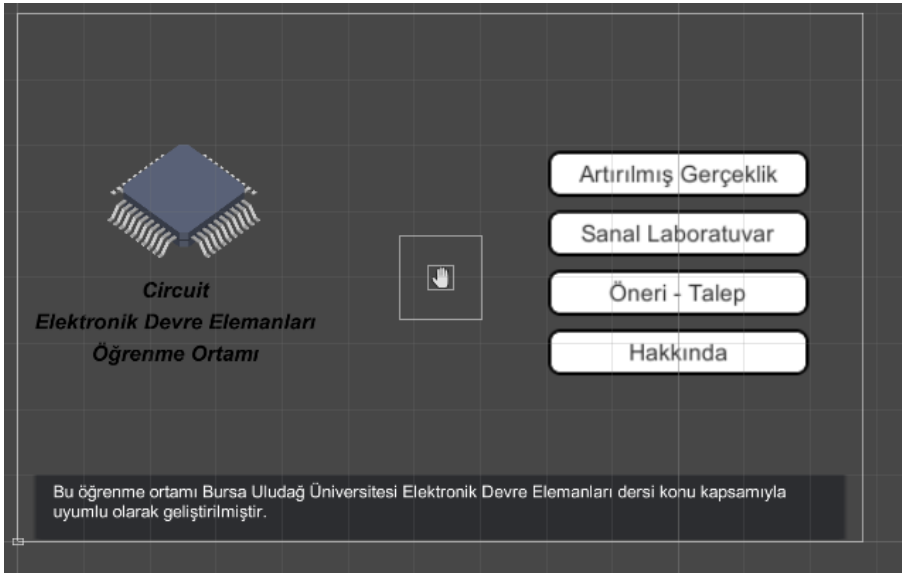 Circuit
Elektronik Devre Elemanları
Öğrenme Ortamı
Artırılmış Gerçeklik
Sanal Laboratuvar
Öneri - Talep
Hakkında
Bu öğrenme ortamı Bursa Uludağ Üniversitesi Elektronik Devre Elemanları dersi konu kapsamıyla
uyumlu olarak geliştirilmiştir.